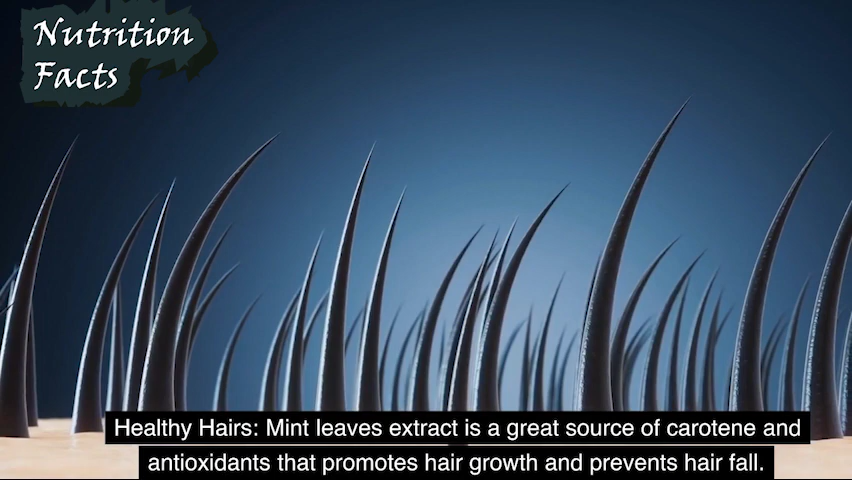 Nutrition
Facts
Healthy Hairs: Mint leaves extract is a great source of carotene and
antioxidants that promotes hair growth and prevents hair fall.